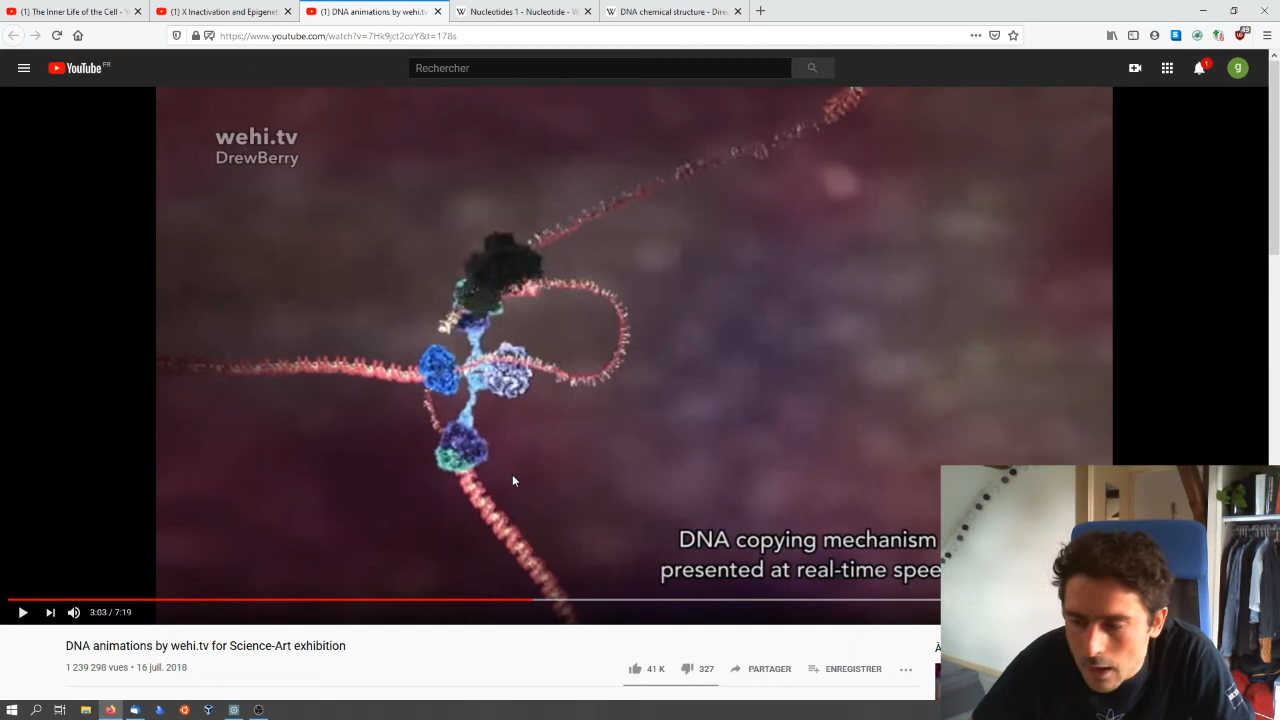 (1) The Inner Life of the Cell - Y
(1) X Inactivation and Epigene
(1) DNA animations by wehi.tv
Nucleotides 1 - Nucleotide - W
DNA chemical structure - Dire
https://www.youtube.com/watch?v=7Hk9jct2ozY&t=178s
49
YouTube FR
Rechercher
1
g
wehi.tv
DrewBerry
DNA copying mechanism
presented at real-time spee
3:03 / 7:19
DNA animations by wehi.tv for Science-Art exhibition
1 239 298 vues • 16 juil. 2018
41 K
327
PARTAGER
ENREGISTRER
À